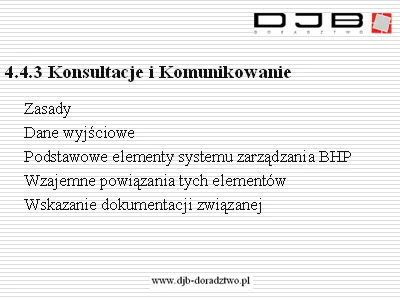 DJB
DORADZTWO
4.4.3 Konsultacje i Komunikowanie
Zasady
Dane wyjściowe
Podstawowe elementy systemu zarządzania BHP
Wzajemne powiązania tych elementów
Wskazanie dokumentacji związanej
www.djb-doradztwo.pl